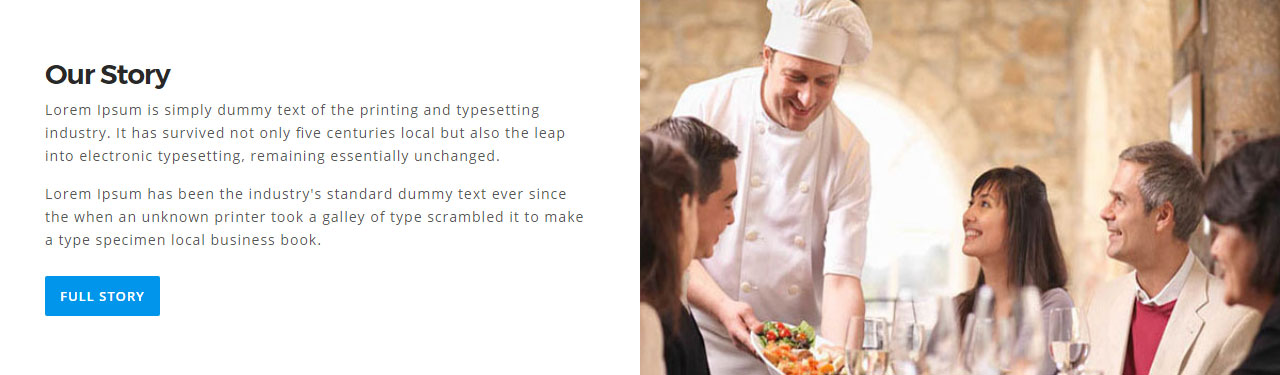 Our Story
Lorem Ipsum is simply dummy text of the printing and typesetting
industry. It has survived not only five centuries local but also the leap
into electronic typesetting, remaining essentially unchanged.
Lorem Ipsum has been the industry's standard dummy text ever since
the when an unknown printer took a galley of type scrambled it to make
a type specimen local business book.
FULL STORY